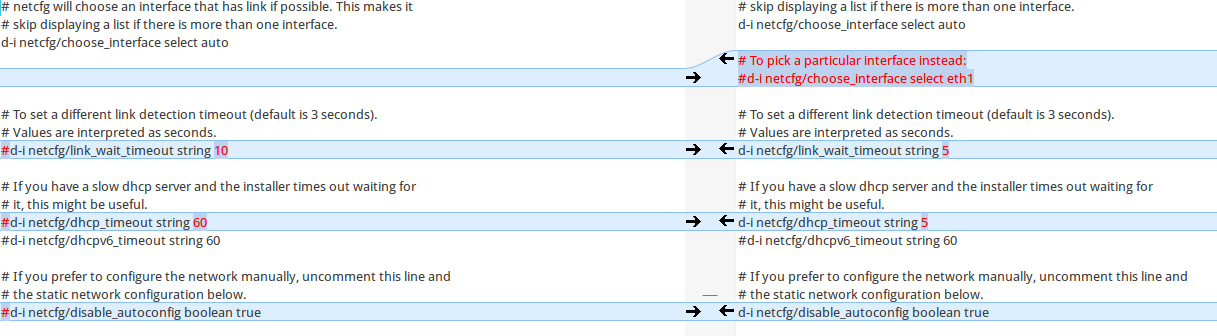 # netcfg will choose an interface that has link if possible. This makes it
# skip displaying a list if there is more than one interface.
d-i netcfg/choose_interface select auto

# To set a different link detection timeout (default is 3 seconds).
# Values are interpreted as seconds.
#d-i netcfg/link_wait_timeout string 10

# If you have a slow dhcp server and the installer times out waiting for
# it, this might be useful.
#d-i netcfg/dhcp_timeout string 60
#d-i netcfg/dhcpv6_timeout string 60

# If you prefer to configure the network manually, uncomment this line and
# the static network configuration below.
#d-i netcfg/disable_autoconfig boolean true

# skip displaying a list if there is more than one interface.
d-i netcfg/choose_interface select auto

# To pick a particular interface instead:
#d-i netcfg/choose_interface select eth1

# To set a different link detection timeout (default is 3 seconds).
# Values are interpreted as seconds.
d-i netcfg/link_wait_timeout string 5

# If you have a slow dhcp server and the installer times out waiting for
# it, this might be useful.
d-i netcfg/dhcp_timeout string 5
#d-i netcfg/dhcpv6_timeout string 60

# If you prefer to configure the network manually, uncomment this line and
# the static network configuration below.
d-i netcfg/disable_autoconfig boolean true